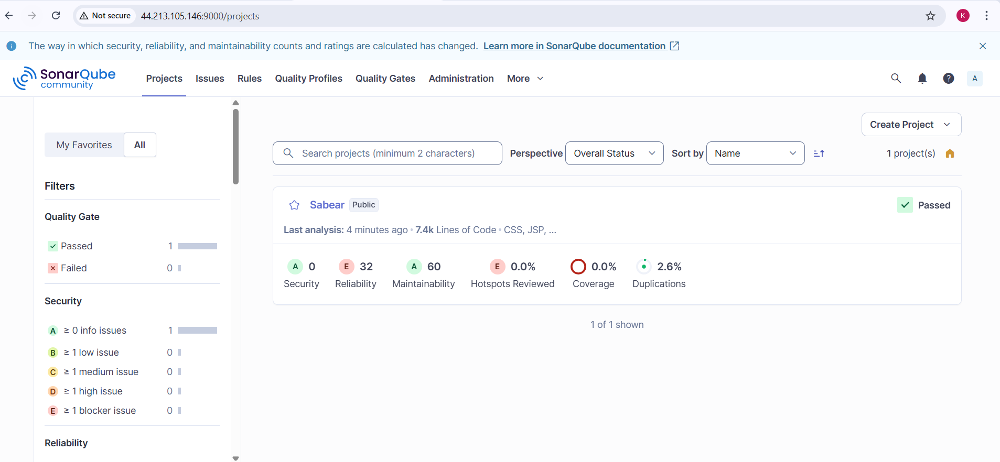 Not secure 44.213.105.146:9000/projects
K
The way in which security, reliability, and maintainability counts and ratings are calculated has changed. Learn more in SonarQube documentation
SonarQube
community
Projects Issues Rules Quality Profiles Quality Gates Administration More
A
My Favorites All
Filters
Quality Gate
Passed 1
Failed 0
Security
A ≥ 0 info issues 1
B ≥ 1 low issue 0
C ≥ 1 medium issue 0
D ≥ 1 high issue 0
E ≥ 1 blocker issue 0
Reliability
Create Project
Search projects (minimum 2 characters) Perspective Overall Status Sort by Name 1 project(s)
Sabear Public Passed
Last analysis: 4 minutes ago • 7.4k Lines of Code • CSS, JSP, ...
A 0 E 32 A 60 E 0.0% 0.0% 2.6%
Security Reliability Maintainability Hotspots Reviewed Coverage Duplications
1 of 1 shown